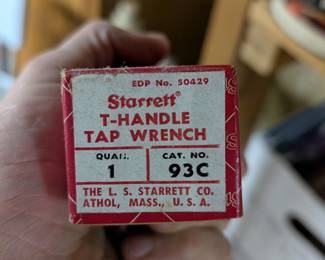 EDP No. 50429
Starrett®
T-HANDLE
TAP WRENCH
QUAN. CAT. NO.
1 93C
THE L. S. STARRETT CO.
ATHOL, MASS., U. S. A.